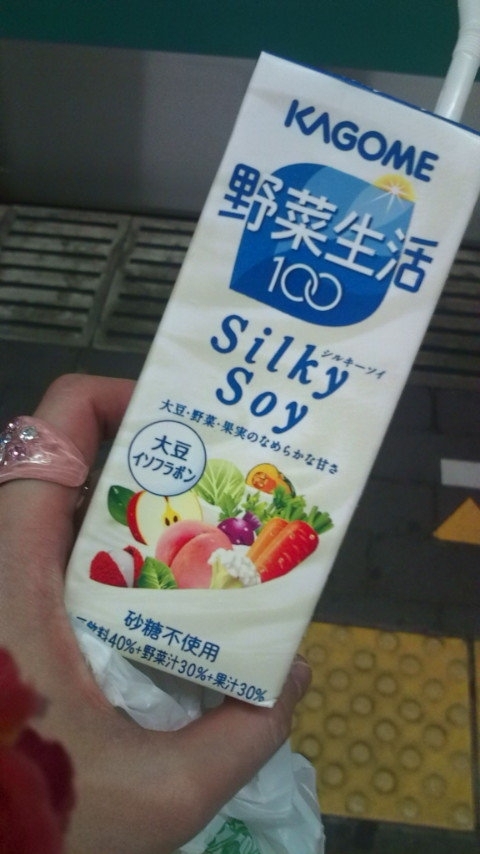 KAGOME
野菜生活
100
Silky
シルキーソイ
Soy
大豆・野菜・果実のなめらかな甘さ
大豆
イソフラボン
砂糖不使用
飲料40%+野菜汁30%+果汁30%